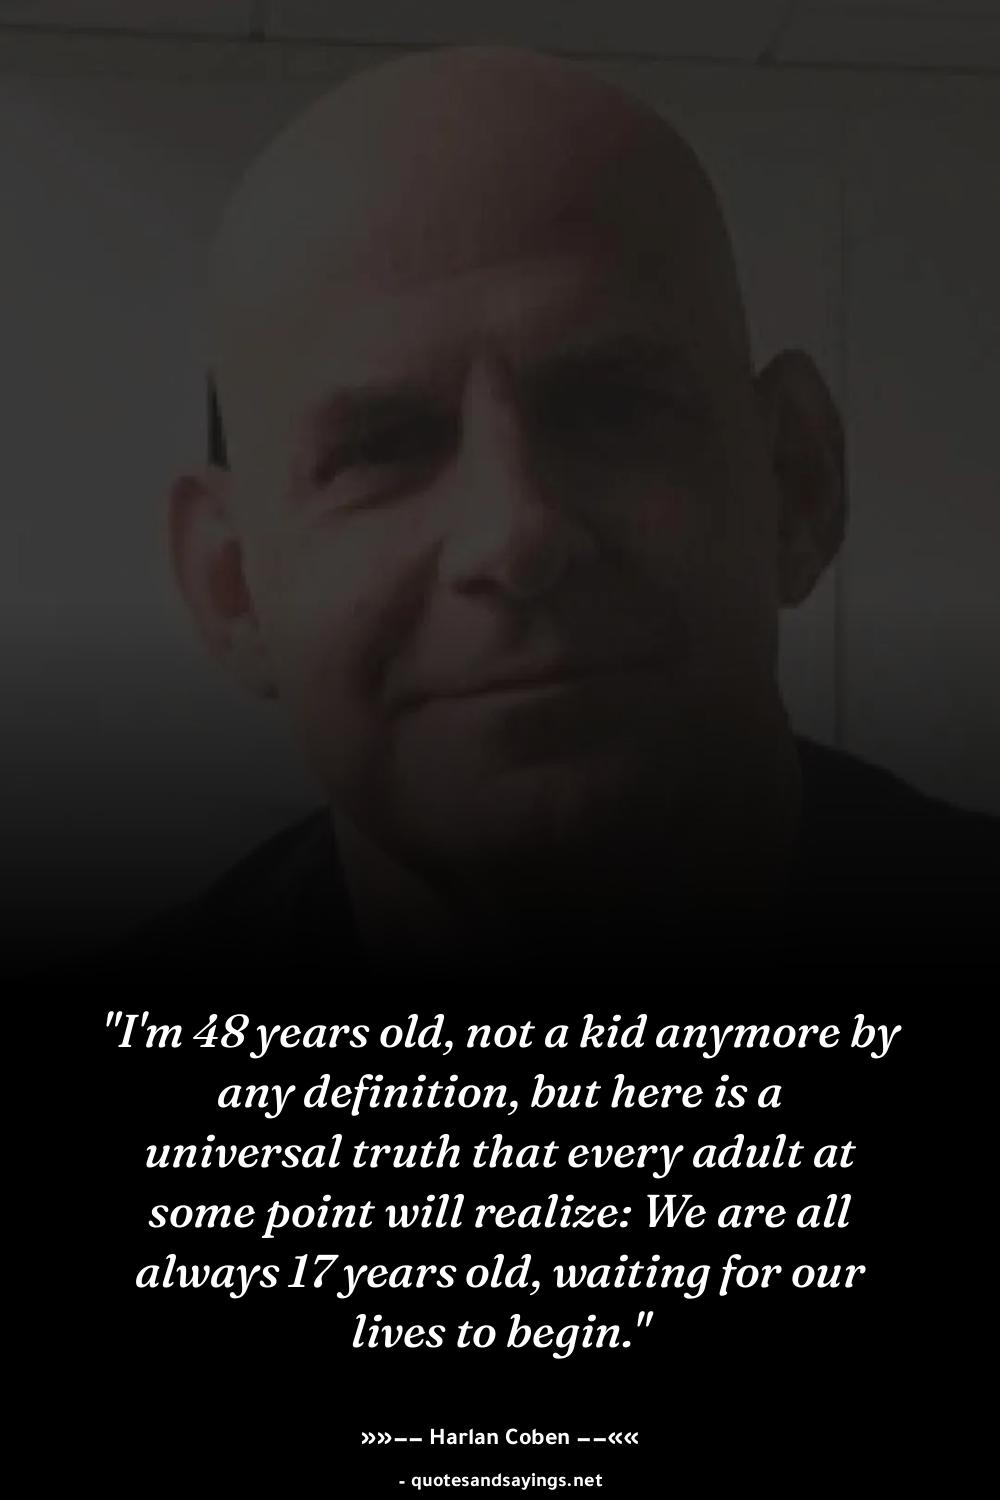 "I'm 48 years old, not a kid anymore by
any definition, but here is a
universal truth that every adult at
some point will realize: We are all
always 17 years old, waiting for our
lives to begin."
»»−− Harlan Coben −−««
- quotesandsayings.net